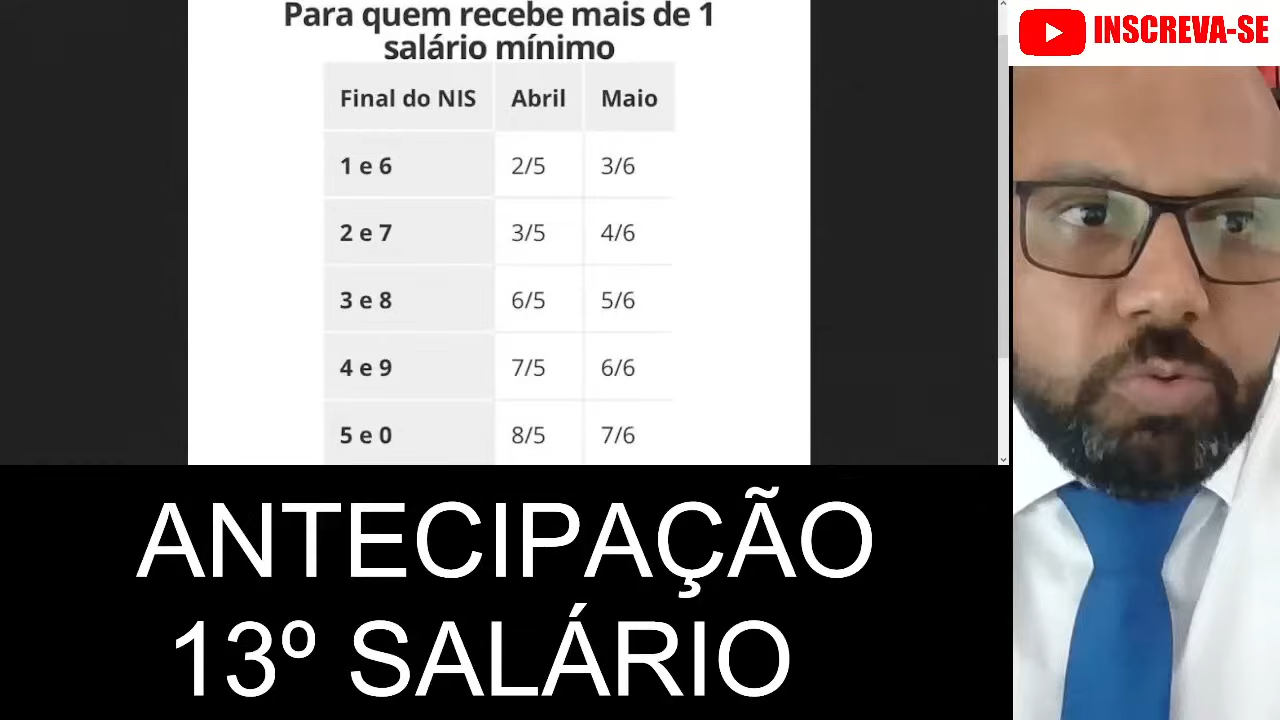 Para quem recebe mais de 1
salário mínimo
Final do NIS Abril Maio
1 e 6 2/5 3/6
2 e 7 3/5 4/6
3 e 8 6/5 5/6
4 e 9 7/5 6/6
5 e 0 8/5 7/6
INSCREVA-SE
ANTECIPAÇÃO
13º SALÁRIO